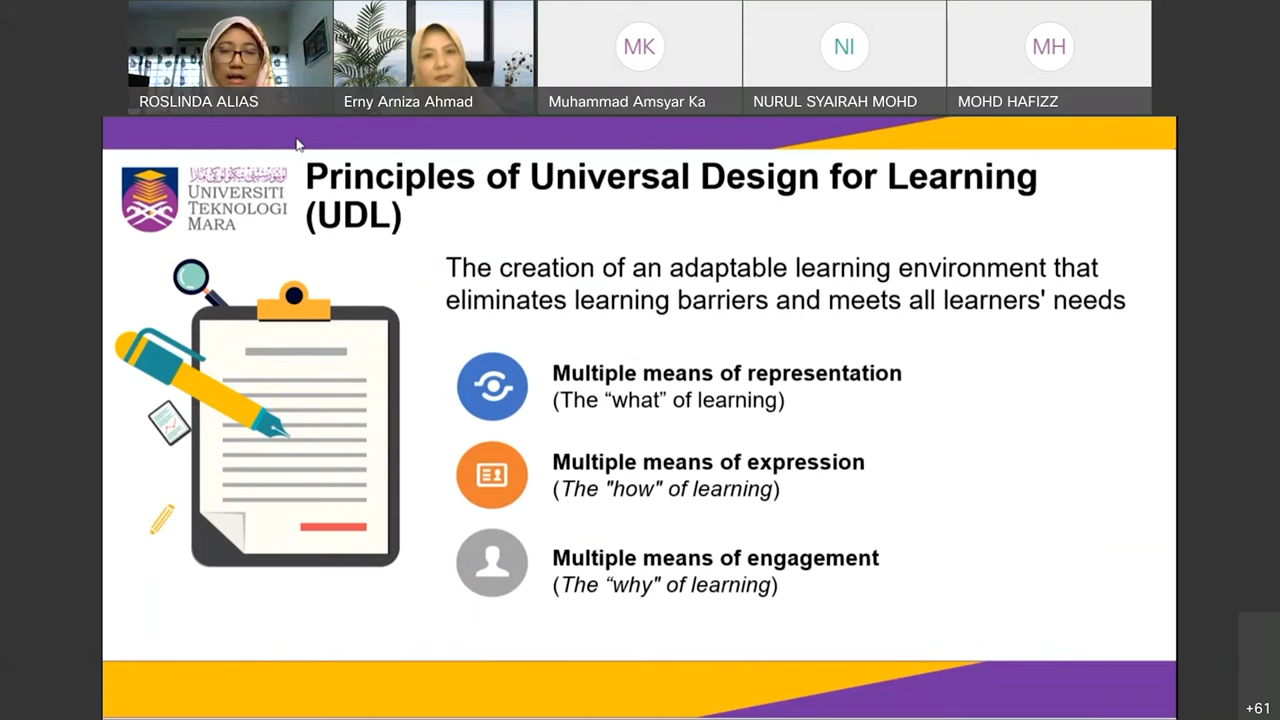 MK
NI
MH
ROSLINDA ALIAS
Erny Arniza Ahmad
Muhammad Amsyar Ka
NURUL SYAIRAH MOHD
MOHD HAFIZZ
UNIVERSITI
TEKNOLOGI
MARA
Principles of Universal Design for Learning
(UDL)
The creation of an adaptable learning environment that
eliminates learning barriers and meets all learners' needs
Multiple means of representation
(The “what” of learning)
Multiple means of expression
(The "how" of learning)
Multiple means of engagement
(The “why" of learning)
+61